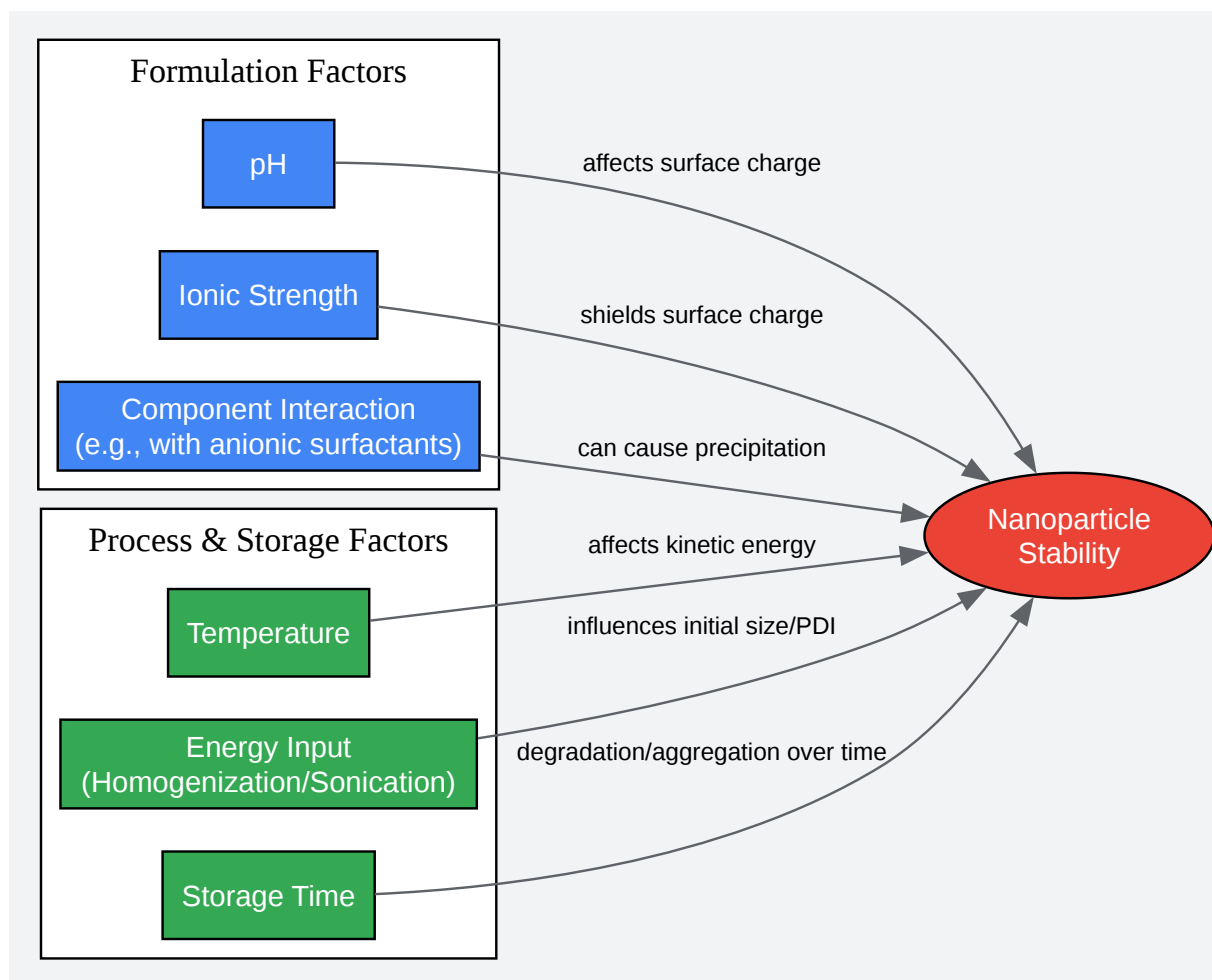 Formulation Factors
pH
affects surface charge
Ionic Strength
shields surface charge
Component Interaction
(e.g., with anionic surfactants)
can cause precipitation
Process & Storage Factors
Temperature
affects kinetic energy
Energy Input
(Homogenization/Sonication)
influences initial size/PDI
Storage Time
degradation/aggregation over time
Nanoparticle
Stability